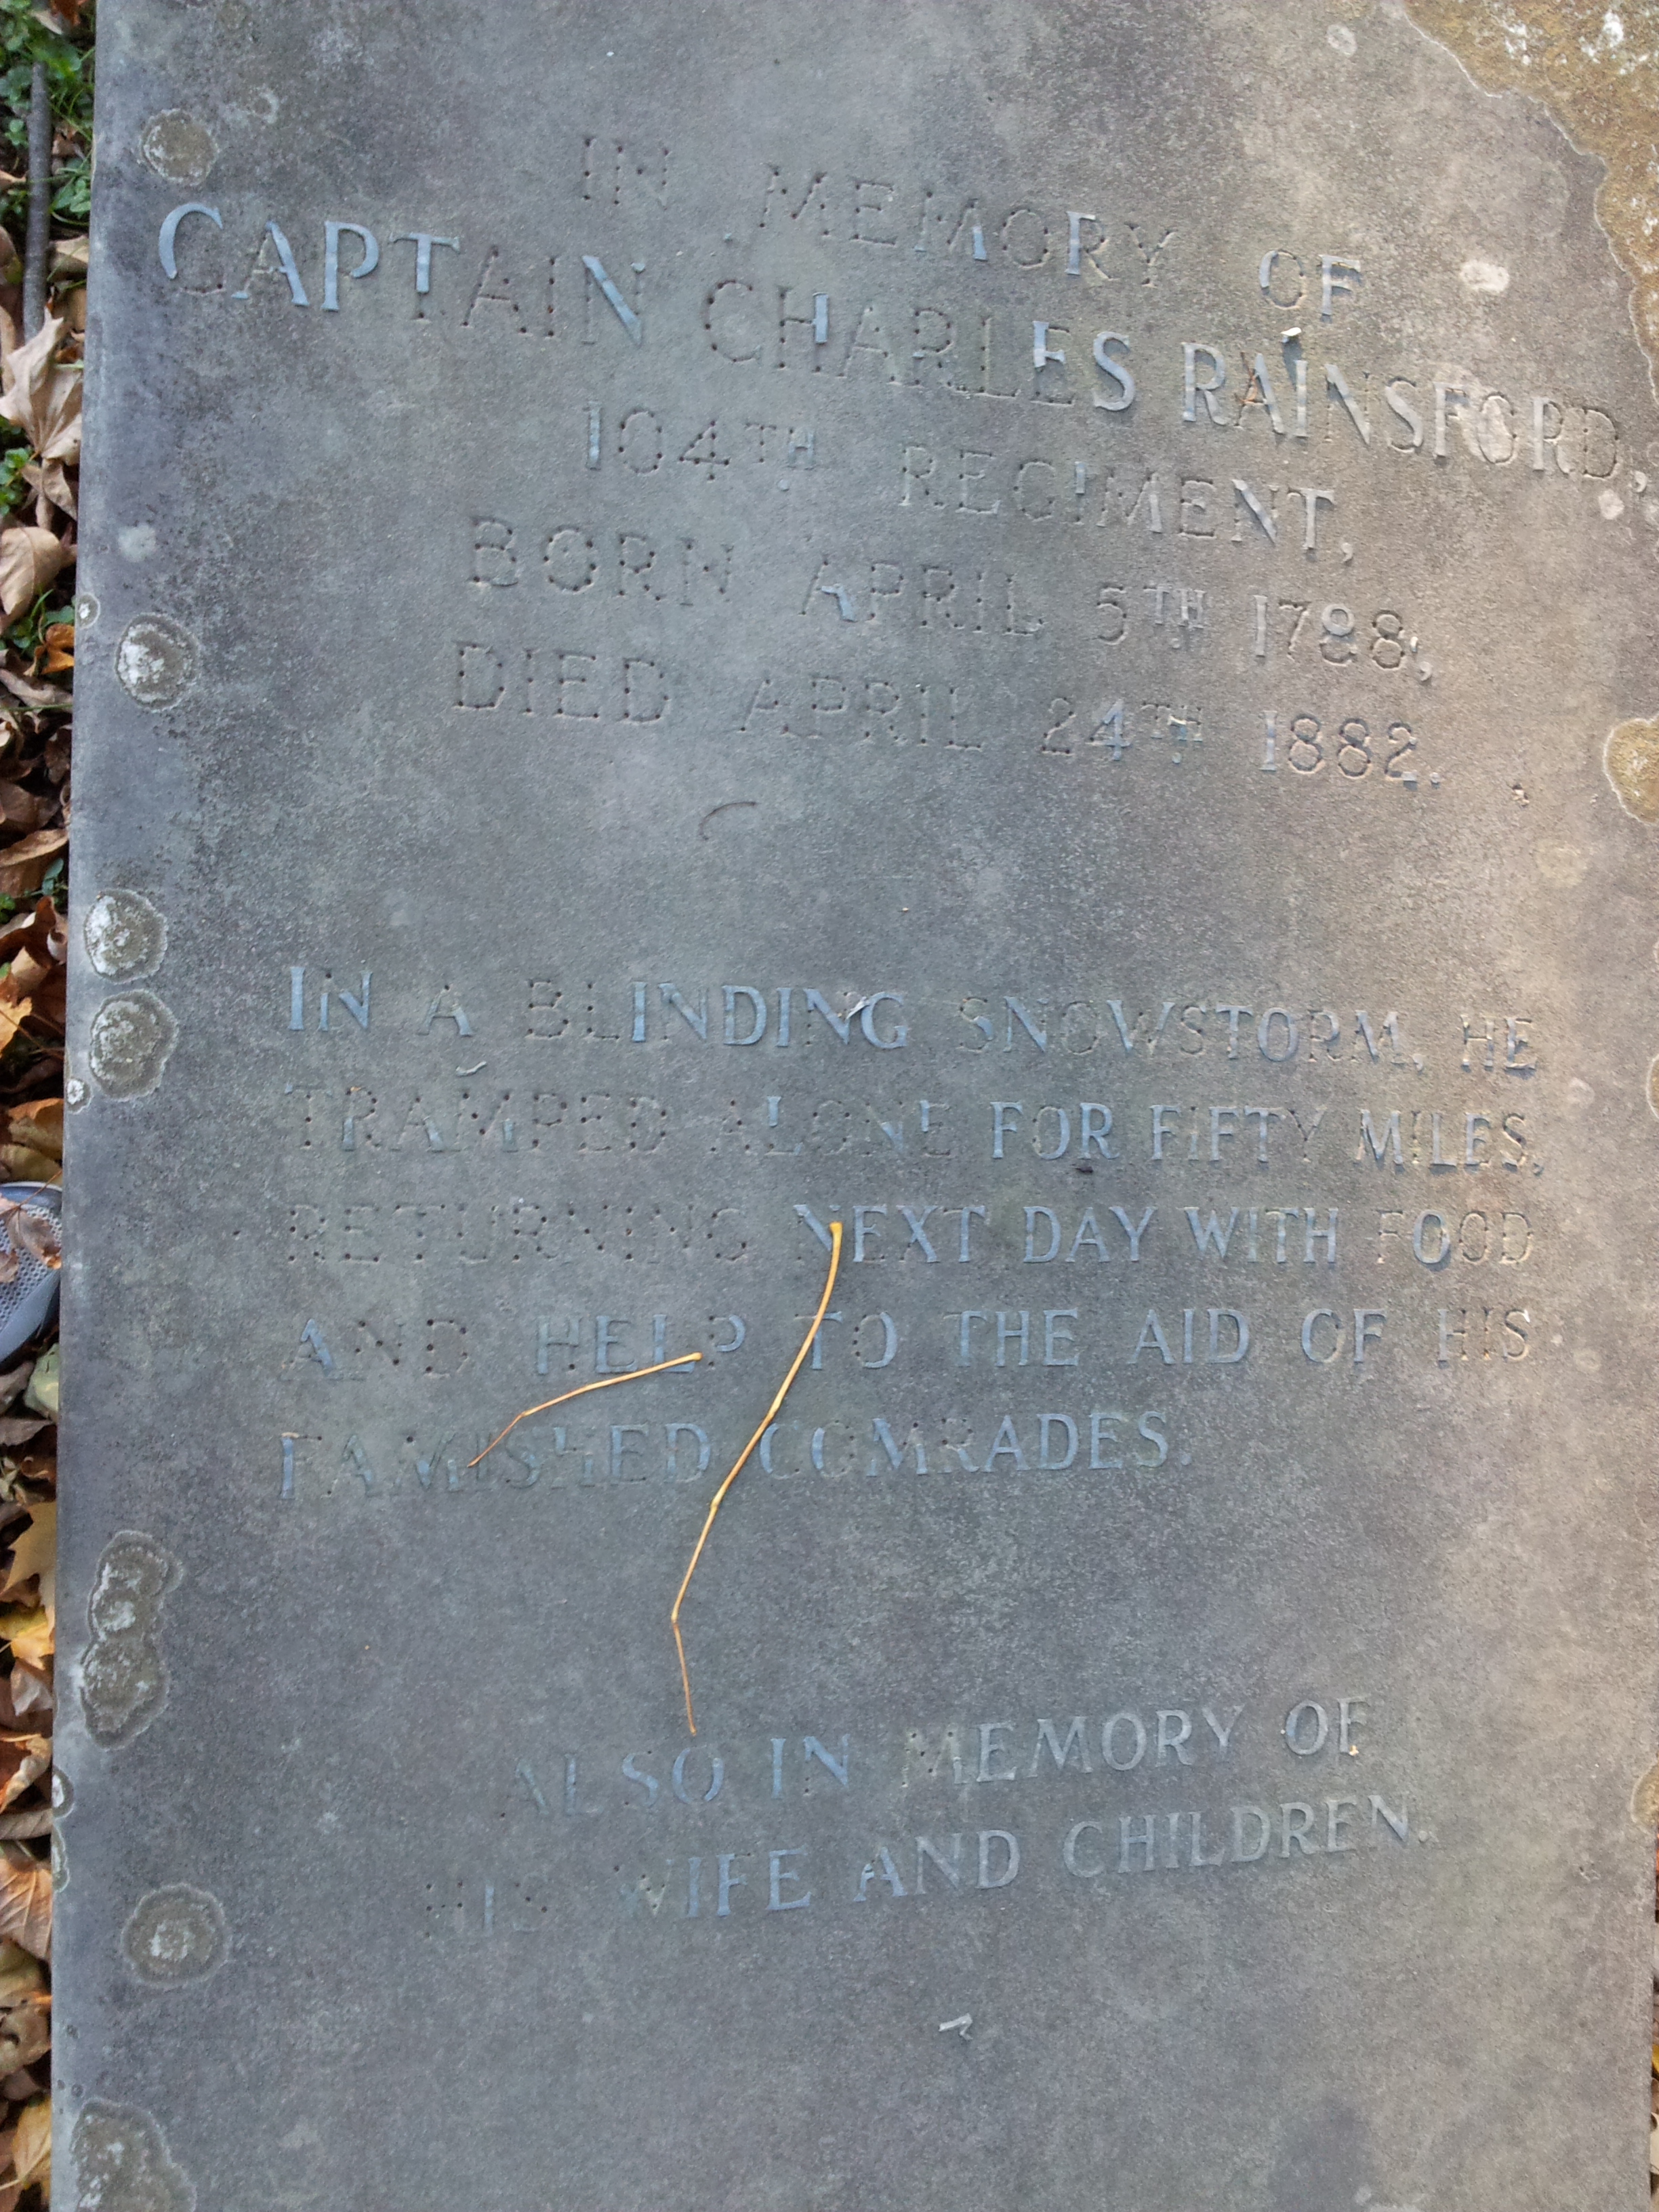 IN MEMORY OF
CAPTAIN CHARLES RAINSFORD,
104TH. REGIMENT,
BORN APRIL 5TH 1788,
DIED APRIL 24TH 1882.
IN A BLINDING SNOWSTORM, HE
TRAMPED ALONE FOR FIFTY MILES,
RETURNING NEXT DAY WITH FOOD
AND HELP TO THE AID OF HIS
FAMISHED COMRADES.
ALSO IN MEMORY OF
HIS WIFE AND CHILDREN.